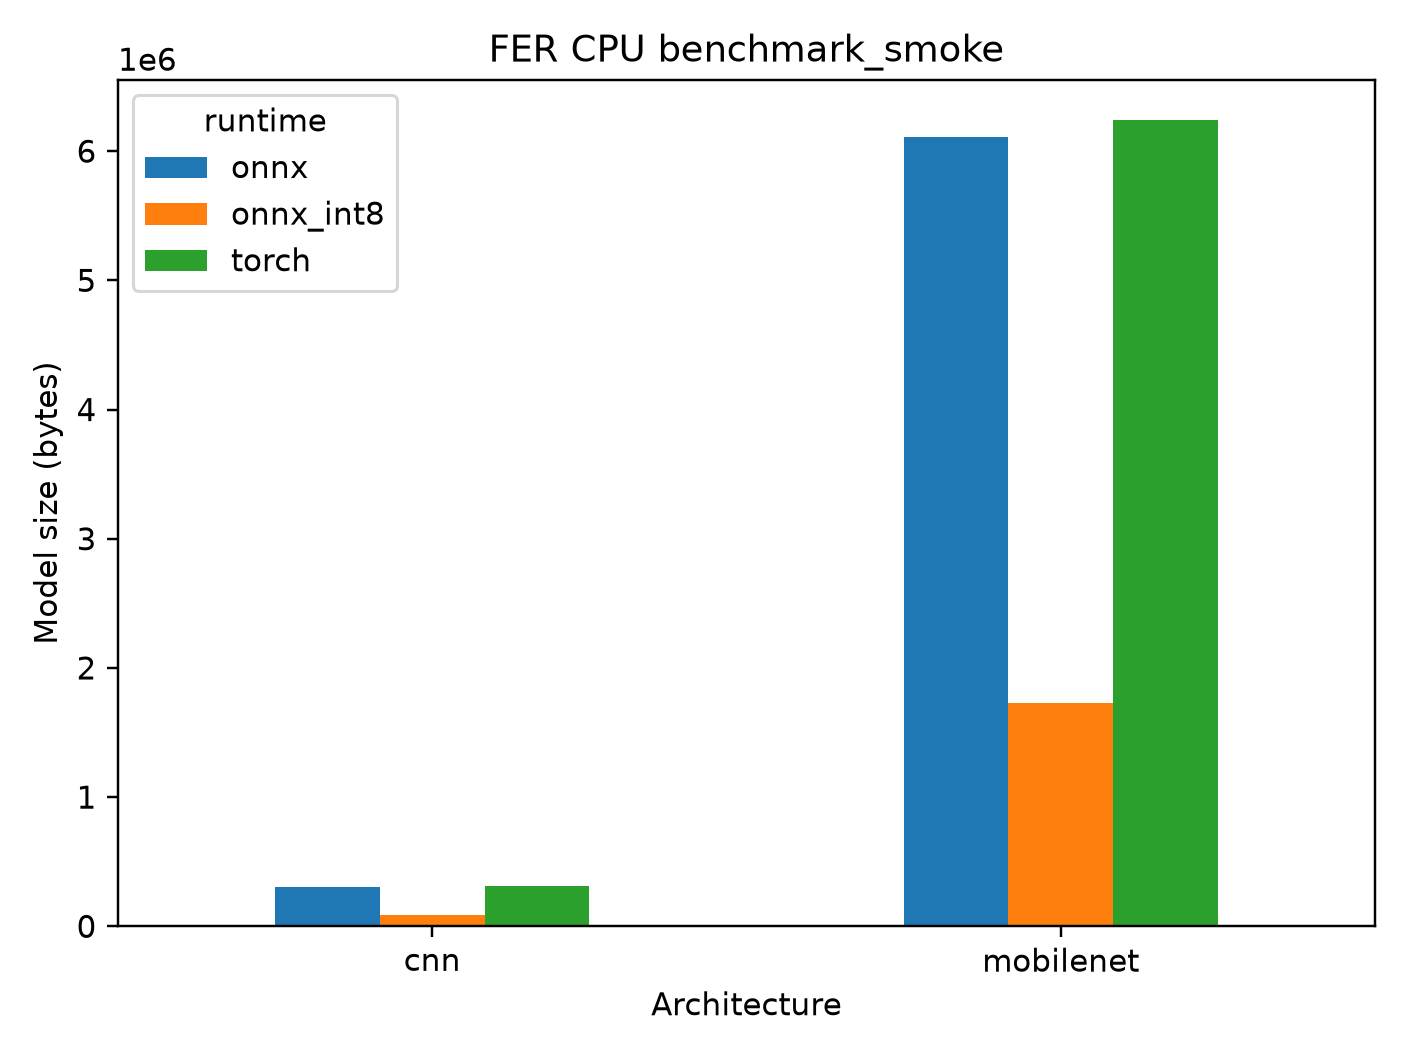 FER CPU benchmark_smoke
1e6
runtime
onnx
onnx_int8
torch
6
5
4
3
2
1
0
Model size (bytes)
cnn
mobilenet
Architecture